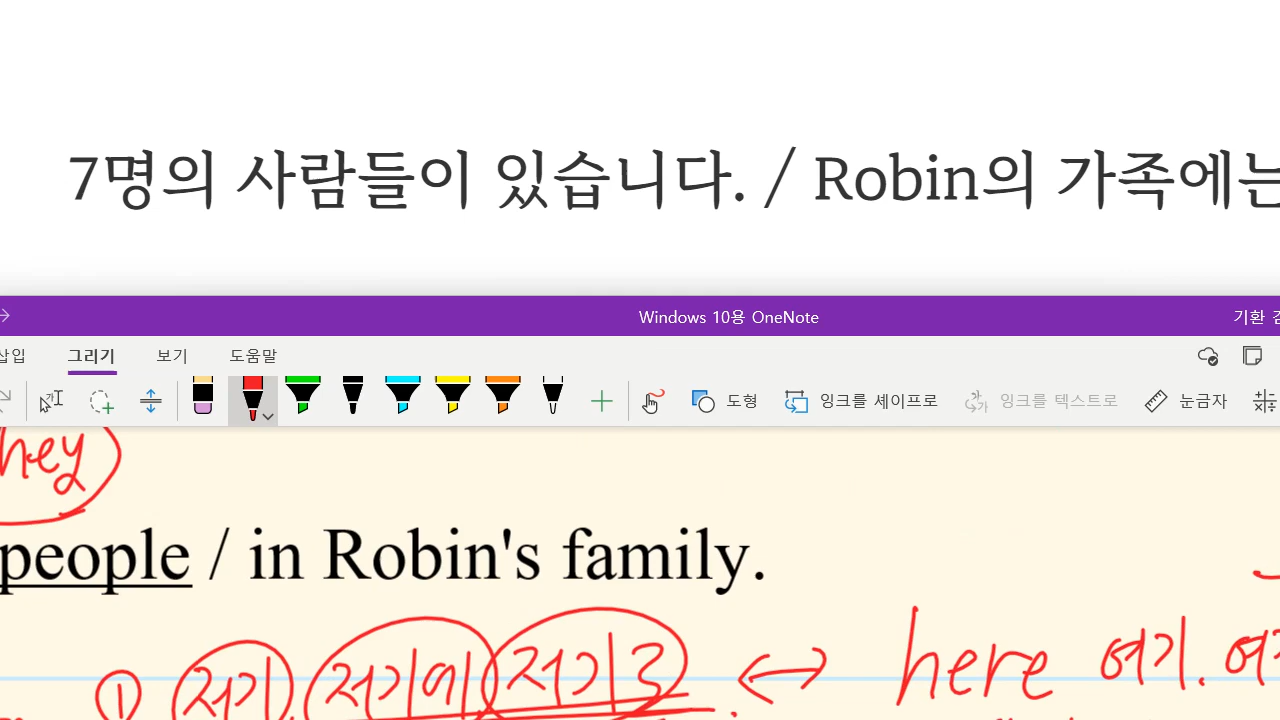 7명의 사람들이 있습니다. / Robin의 가족에는
Windows 10용 OneNote 기환
삽입 그리기 보기 도움말
도형 잉크를 셰이프로 잉크를 텍스트로 눈금자
hey
people / in Robin's family.
① 저기 저기에 저기로 ↔ here 여기.